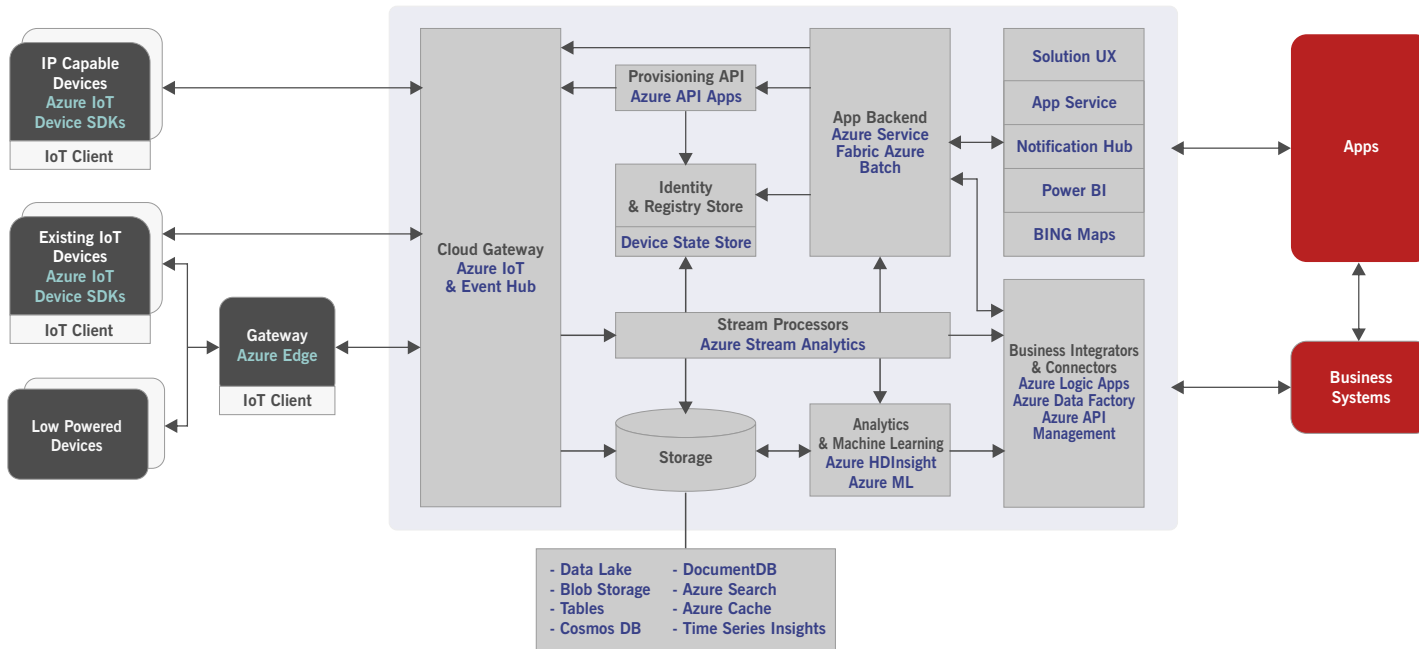 IP Capable
Devices
Azure IoT
Device SDKs
IoT Client
Existing IoT
Devices
Azure IoT
Device SDKs
IoT Client
Low Powered
Devices
Gateway
Azure Edge
IoT Client
Cloud Gateway
Azure IoT
& Event Hub
Provisioning API
Azure API Apps
Identity
& Registry Store
Device State Store
Stream Processors
Azure Stream Analytics
Storage
App Backend
Azure Service
Fabric Azure
Batch
Analytics
& Machine Learning
Azure HDInsight
Azure ML
Solution UX
App Service
Notification Hub
Power BI
BING Maps
Business Integrators
& Connectors
Azure Logic Apps
Azure Data Factory
Azure API
Management
Apps
Business
Systems
- Data Lake
- Blob Storage
- Tables
- Cosmos DB
- DocumentDB
- Azure Search
- Azure Cache
- Time Series Insights